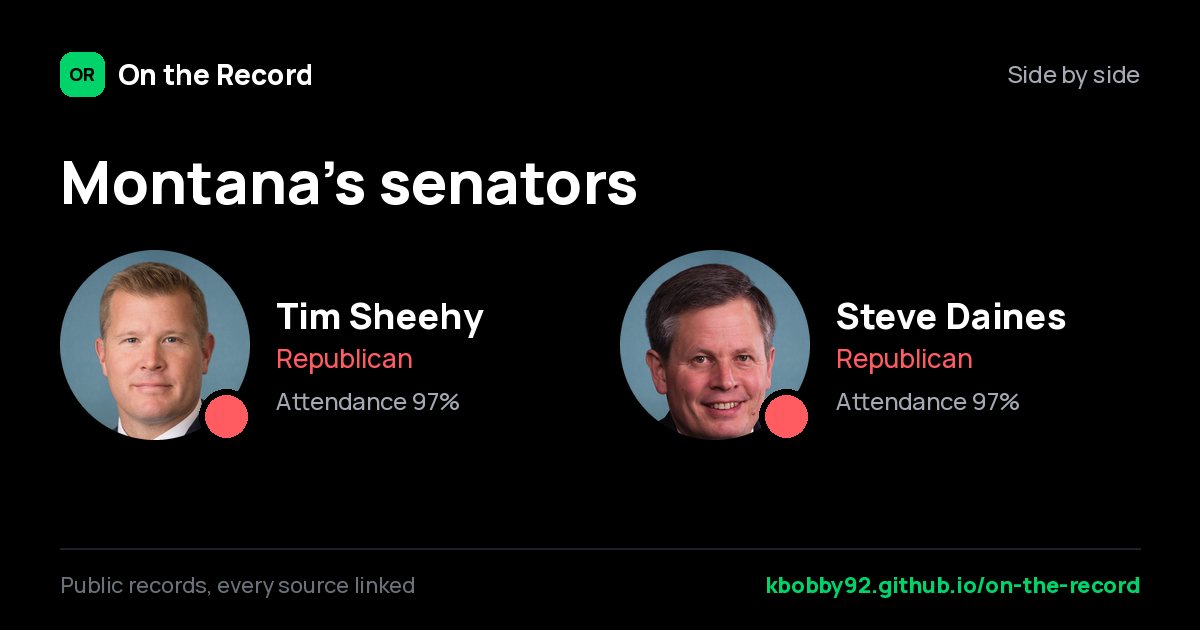 OR On the Record
Side by side
Montana’s senators
Tim Sheehy
Republican
Attendance 97%
Steve Daines
Republican
Attendance 97%
Public records, every source linked
kbobby92.github.io/on-the-record